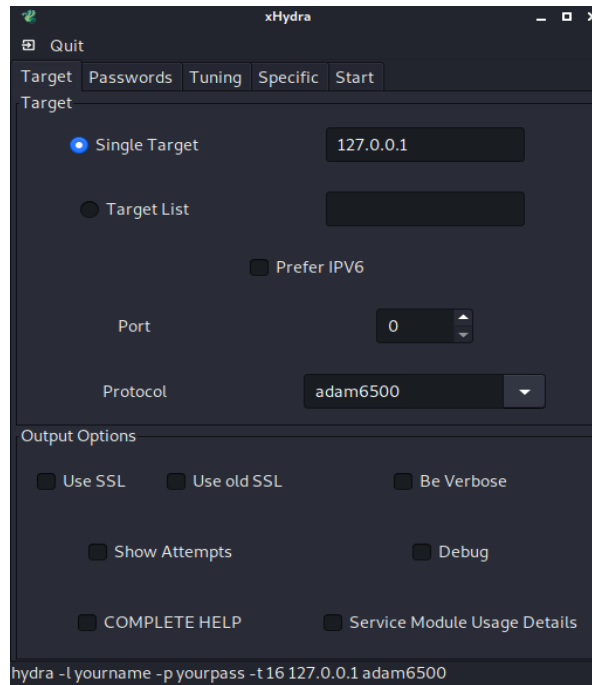 xHydra
Quit
Target Passwords Tuning Specific Start
Target
Single Target 127.0.0.1
Target List
Prefer IPV6
Port 0
Protocol adam6500
Output Options
Use SSL Use old SSL Be Verbose
Show Attempts Debug
COMPLETE HELP Service Module Usage Details
hydra -l yourname -p yourpass -t 16 127.0.0.1 adam6500